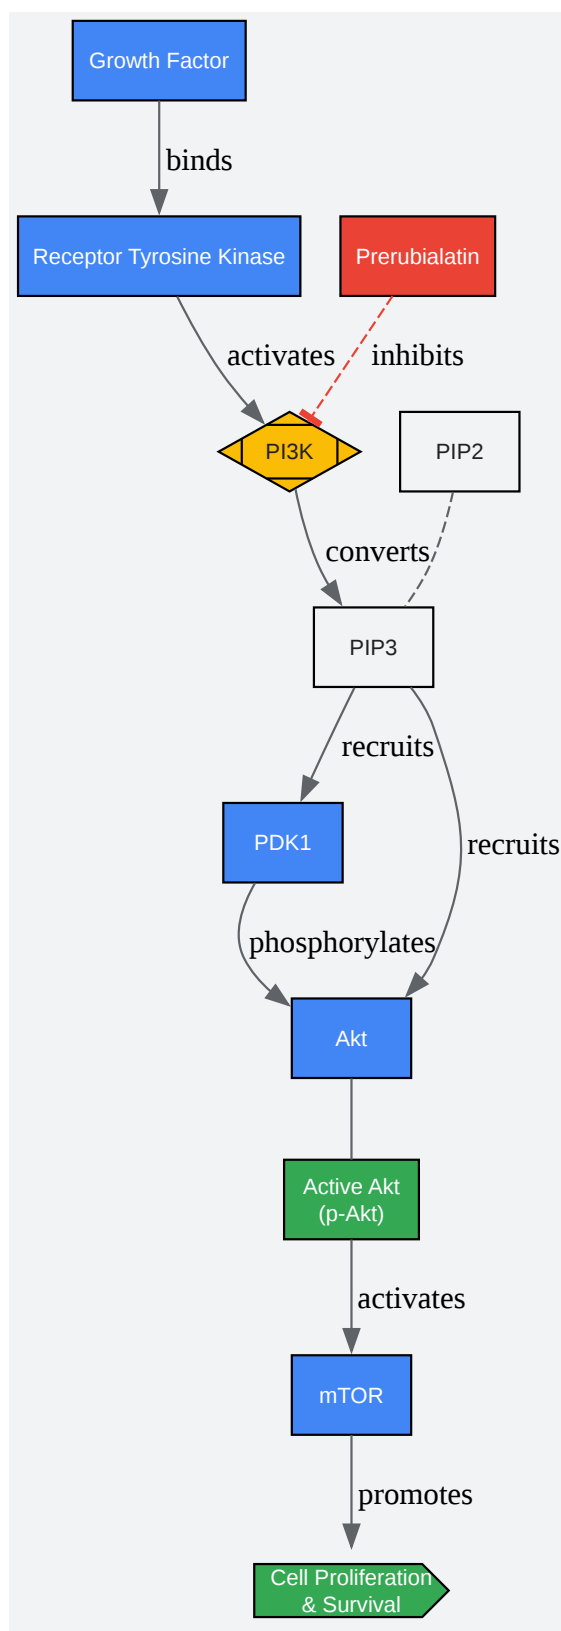 Growth Factor
binds
Receptor Tyrosine Kinase
Prerubialatin
activates
inhibits
PI3K
PIP2
converts
PIP3
recruits
PDK1
recruits
phosphorylates
Akt
Active Akt
(p-Akt)
activates
mTOR
promotes
Cell Proliferation
& Survival